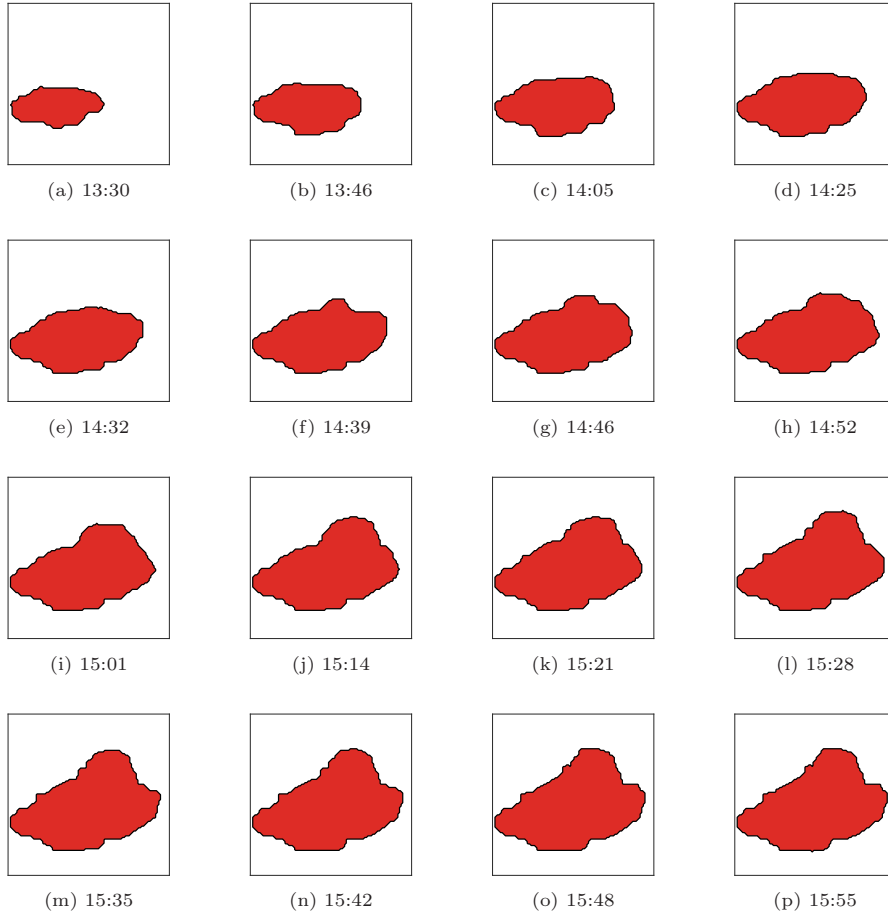 (a) 13:30 (b) 13:46 (c) 14:05 (d) 14:25
(e) 14:32 (f) 14:39 (g) 14:46 (h) 14:52
(i) 15:01 (j) 15:14 (k) 15:21 (l) 15:28
(m) 15:35 (n) 15:42 (o) 15:48 (p) 15:55